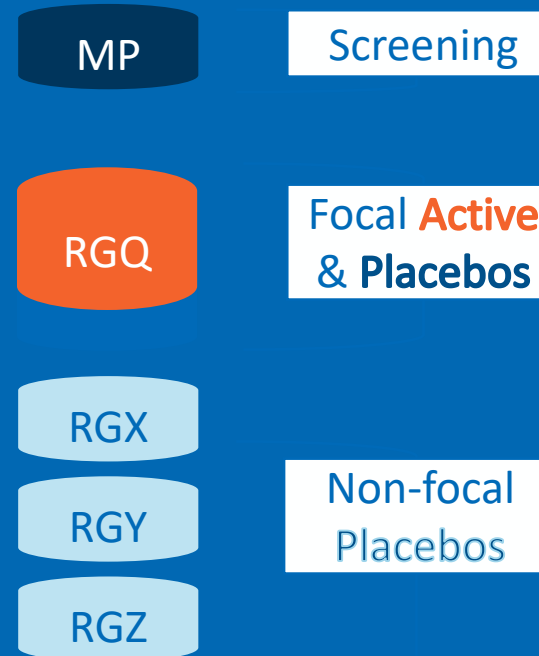 MP
Screening
RGQ
Focal Active
& Placebos
RGX
RGY
Non-focal
Placebos
RGZ